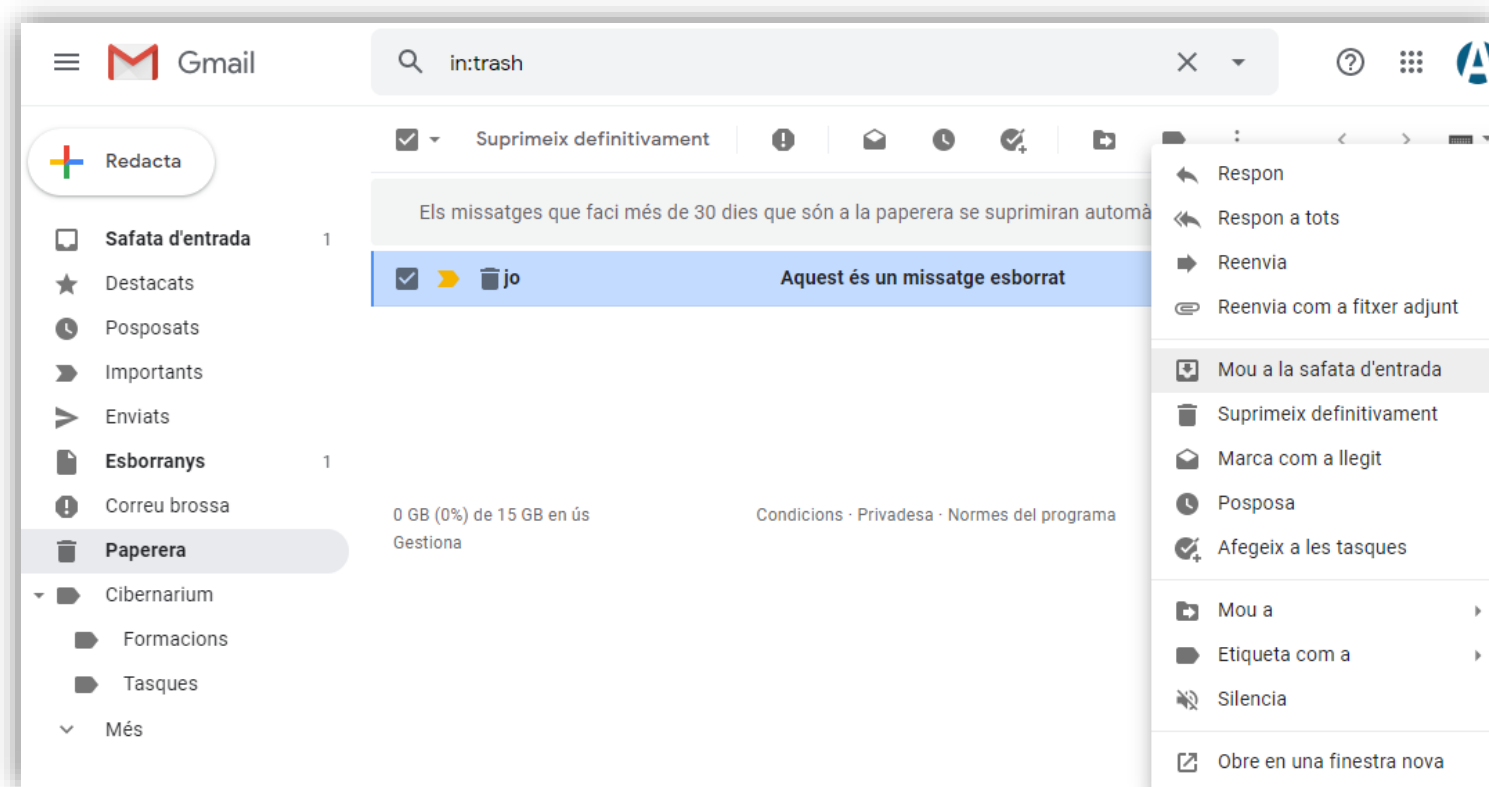 Gmail
in:trash
Redacta
Suprimeix definitivament
Els missatges que faci més de 30 dies que són a la paperera se suprimiran automà
Safata d'entrada 1
Destacats
Posposats
Importants
Enviats
Esborranys 1
Correu brossa
Paperera
Cibernarium
Formacions
Tasques
Més
jo Aquest és un missatge esborrat
0 GB (0%) de 15 GB en ús
Gestiona
Condicions · Privadesa · Normes del programa
Respon
Respon a tots
Reenvia
Reenvia com a fitxer adjunt
Mou a la safata d'entrada
Suprimeix definitivament
Marca com a llegit
Posposa
Afegeix a les tasques
Mou a
Etiqueta com a
Silencia
Obre en una finestra nova